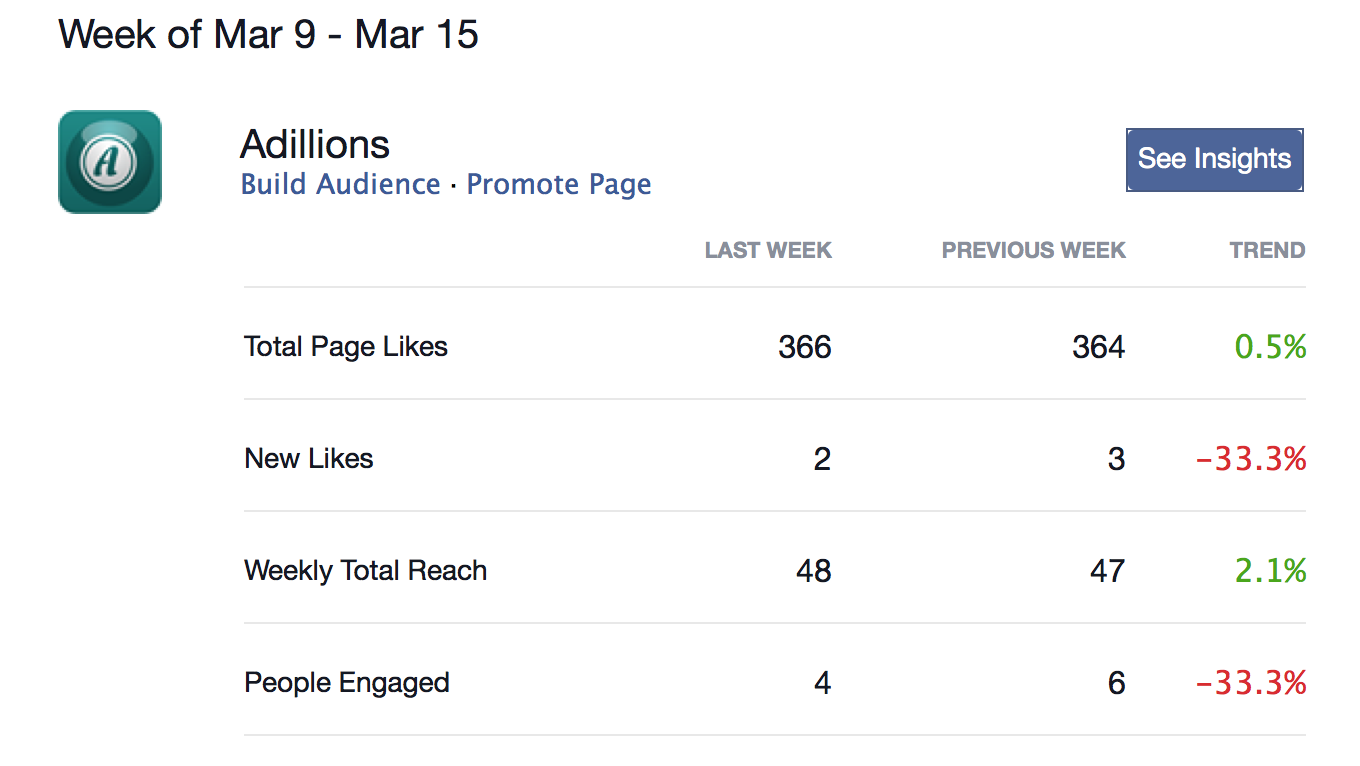 Week of Mar 9 - Mar 15
A
Adillions
Build Audience · Promote Page
See Insights
LAST WEEK PREVIOUS WEEK TREND
Total Page Likes 366 364 0.5%
New Likes 2 3 -33.3%
Weekly Total Reach 48 47 2.1%
People Engaged 4 6 -33.3%